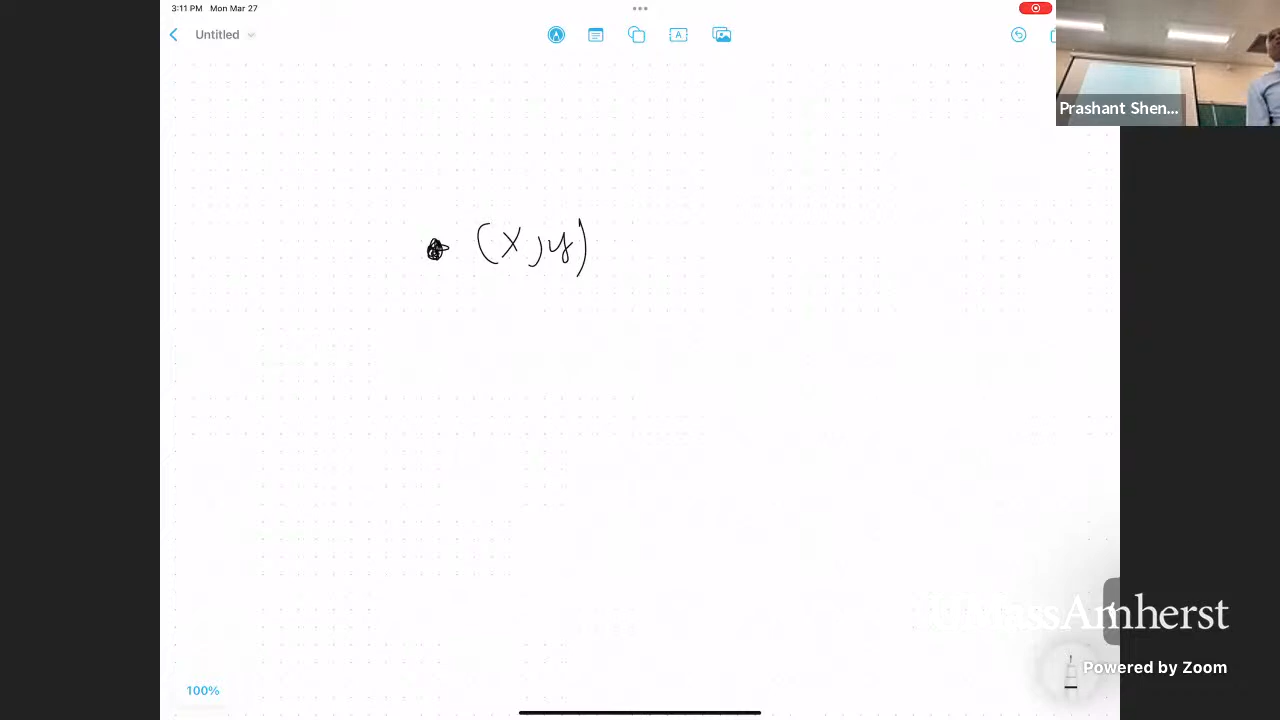 3:11 PM Mon Mar 27
Untitled
A
Prashant Shen...
(x, y)
UMassAmherst
Powered by Zoom
100%